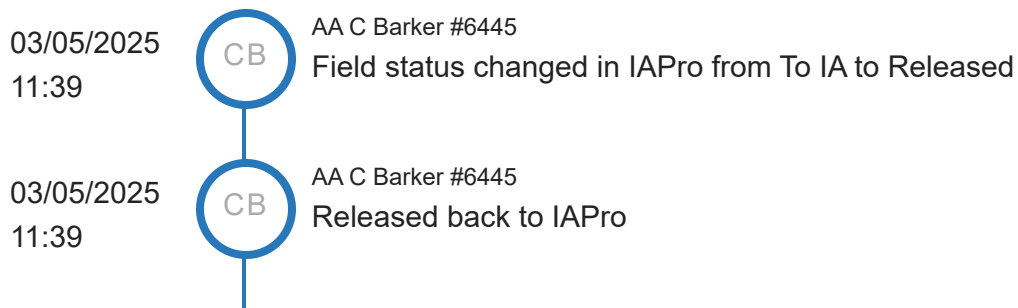 03/05/2025
11:39
CB
AA C Barker #6445
Field status changed in IAPro from To IA to Released
03/05/2025
11:39
CB
AA C Barker #6445
Released back to IAPro